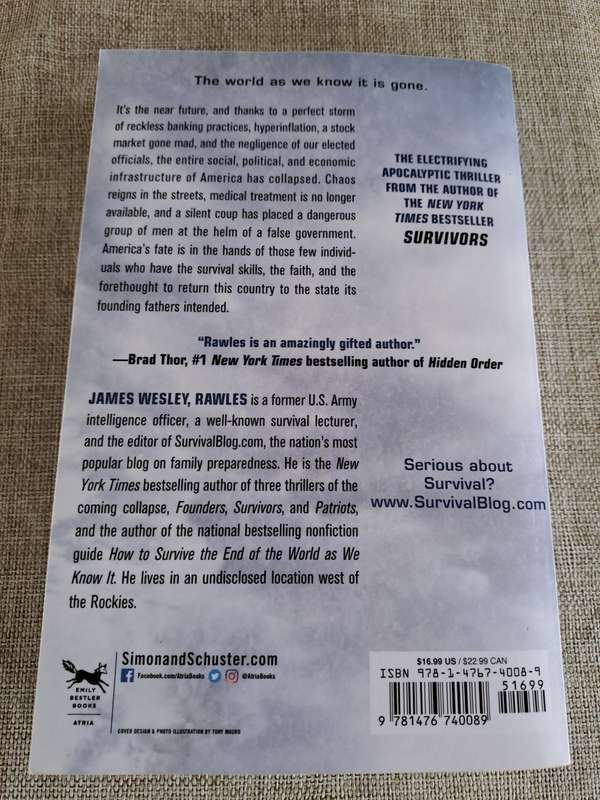 The world as we know it is gone.
It's the near future, and thanks to a perfect storm
of reckless banking practices, hyperinflation, a stock
market gone mad, and the negligence of our elected
officials, the entire social, political, and economic
infrastructure of America has collapsed. Chaos
reigns in the streets, medical treatment is no longer
available, and a silent coup has placed a dangerous
group of men at the helm of a false government.
America's fate is in the hands of those few individ-
uals who have the survival skills, the faith, and the
forethought to return this country to the state its
founding fathers intended.
THE ELECTRIFYING
APOCALYPTIC THRILLER
FROM THE AUTHOR OF
THE NEW YORK
TIMES BESTSELLER
SURVIVORS
"Rawles is an amazingly gifted author."
—Brad Thor, #1 New York Times bestselling author of Hidden Order
JAMES WESLEY, RAWLES is a former U.S. Army
intelligence officer, a well-known survival lecturer,
and the editor of SurvivalBlog.com, the nation's most
popular blog on family preparedness. He is the New
York Times bestselling author of three thrillers of the
coming collapse, Founders, Survivors, and Patriots,
and the author of the national bestselling nonfiction
guide How to Survive the End of the World as We
Know It. He lives in an undisclosed location west of
the Rockies.
Serious about
Survival?
www.SurvivalBlog.com
EMILY
BESTLER
BOOKS
ATRIA
SimonandSchuster.com
Facebook.com/AtriaBooks @AtriaBooks
COVER DESIGN & PHOTO ILLUSTRATION BY TONY MAURO
$16.99 US / $22.99 CAN
ISBN 978-1-4767-4008-9
51699
9 781476 740089